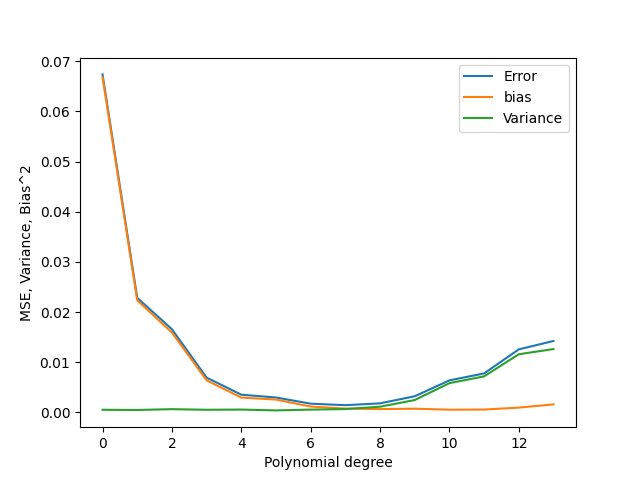 0.07
0.06
0.05
0.04
0.03
0.02
0.01
0.00
MSE, Variance, Bias^2
Error
bias
Variance
0 2 4 6 8 10 12
Polynomial degree